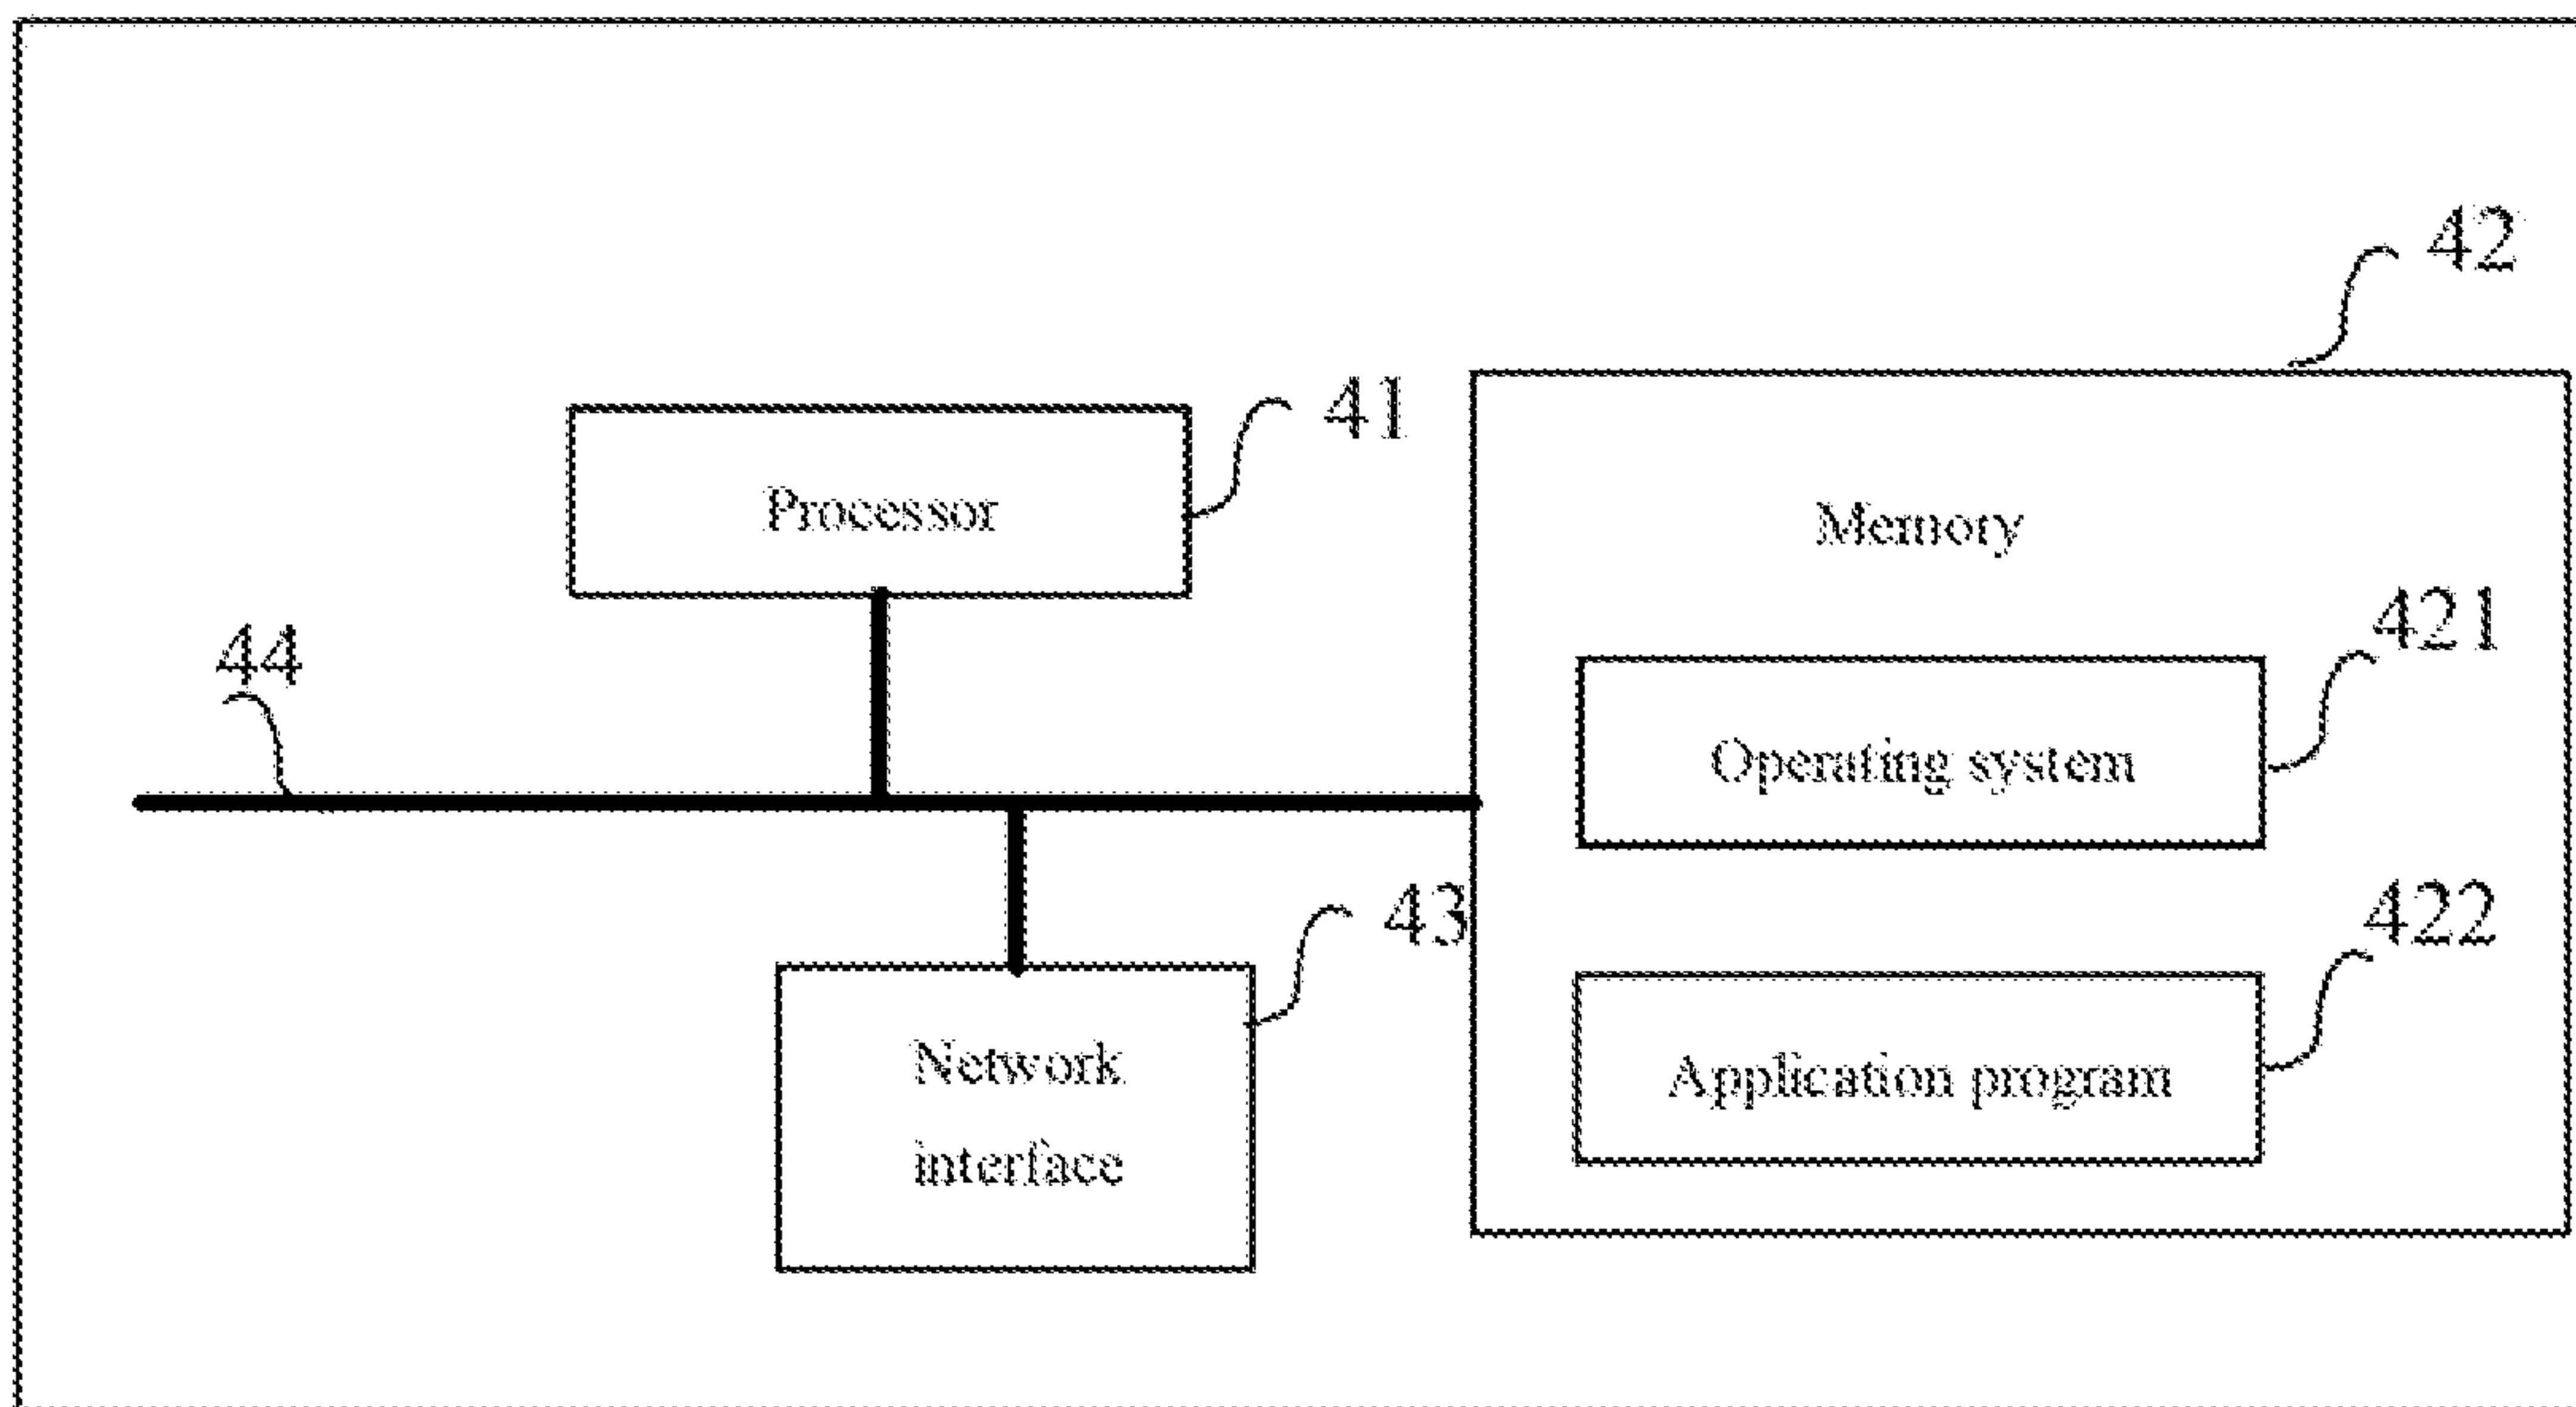 42
41
Processor
Memory
44
421
Operating system
43
422
Network
interface
Application program